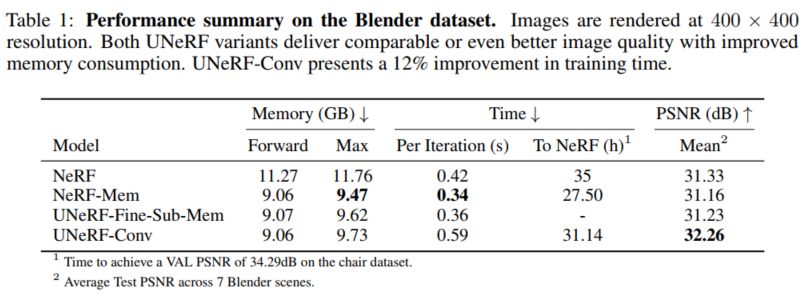 Table 1: Performance summary on the Blender dataset. Images are rendered at 400 × 400
resolution. Both UNeRF variants deliver comparable or even better image quality with improved
memory consumption. UNeRF-Conv presents a 12% improvement in training time.
Memory (GB) ↓ Time ↓ PSNR (dB) ↑
Model Forward Max Per Iteration (s) To NeRF (h)¹ Mean²
NeRF 11.27 11.76 0.42 35 31.33
NeRF-Mem 9.06 9.47 0.34 27.50 31.16
UNeRF-Fine-Sub-Mem 9.07 9.62 0.36 - 31.23
UNeRF-Conv 9.06 9.73 0.59 31.14 32.26
¹ Time to achieve a VAL PSNR of 34.29dB on the chair dataset.
² Average Test PSNR across 7 Blender scenes.